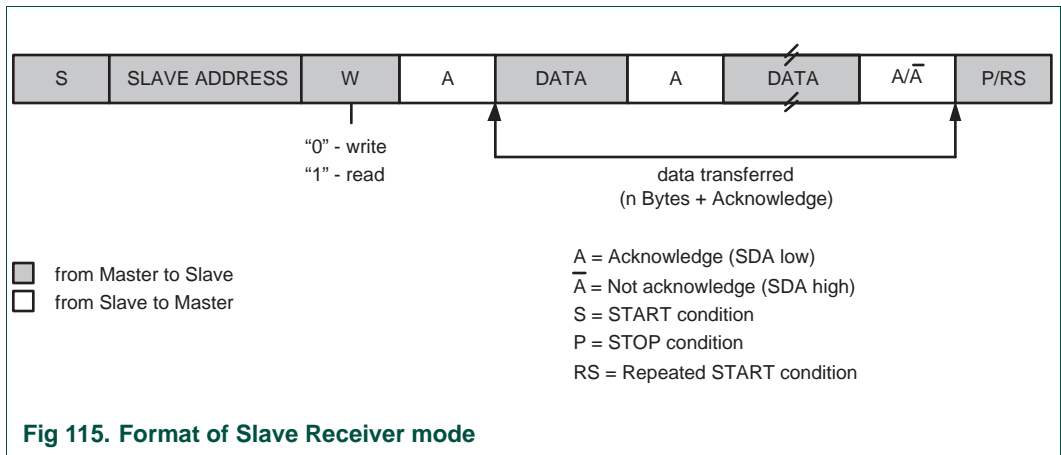 S SLAVE ADDRESS W A DATA A DATA A/A̅ P/RS
“0” - write
“1” - read
data transferred
(n Bytes + Acknowledge)
from Master to Slave
from Slave to Master
A = Acknowledge (SDA low)
A̅ = Not acknowledge (SDA high)
S = START condition
P = STOP condition
RS = Repeated START condition
Fig 115. Format of Slave Receiver mode